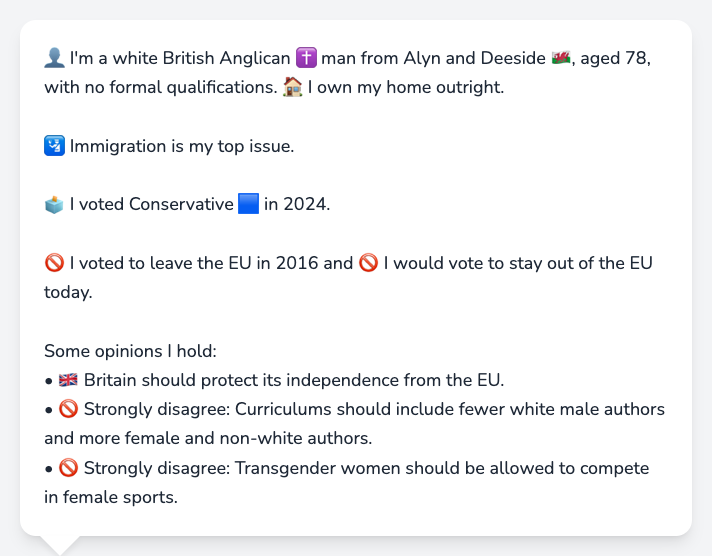 👤 I'm a white British Anglican ✝️ man from Alyn and Deeside 🏴󠁧󠁢󠁷󠁬󠁳󠁿, aged 78,
with no formal qualifications. 🏠 I own my home outright.
🛂 Immigration is my top issue.
🗳️ I voted Conservative 🟦 in 2024.
🚫 I voted to leave the EU in 2016 and 🚫 I would vote to stay out of the EU
today.
Some opinions I hold:
• 🇬🇧 Britain should protect its independence from the EU.
• 🚫 Strongly disagree: Curriculums should include fewer white male authors
and more female and non-white authors.
• 🚫 Strongly disagree: Transgender women should be allowed to compete
in female sports.